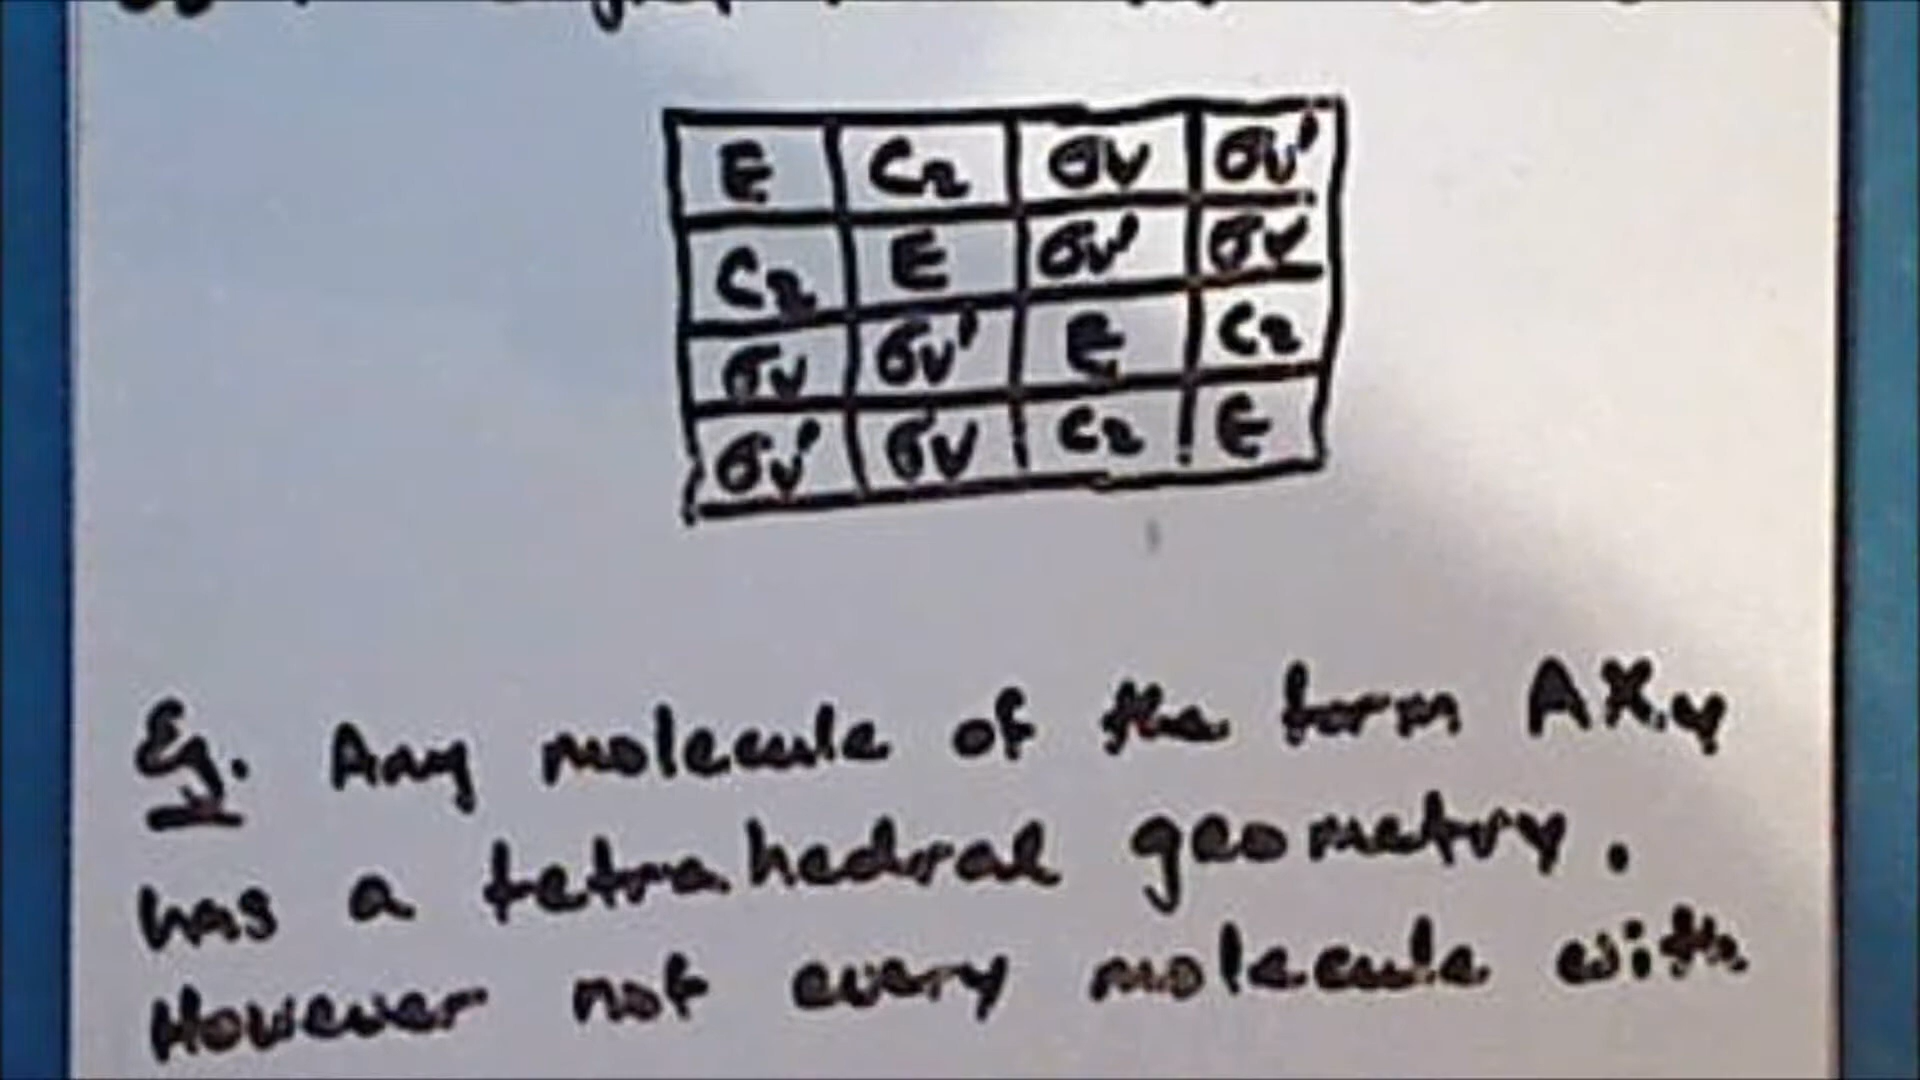 E C₂ σv σv'
C₂ E σv' σv
σv σv' E C₂
σv' σv C₂ E
Eg. Any molecule of the form AX₄
has a tetrahedral geometry.
However not every molecule with